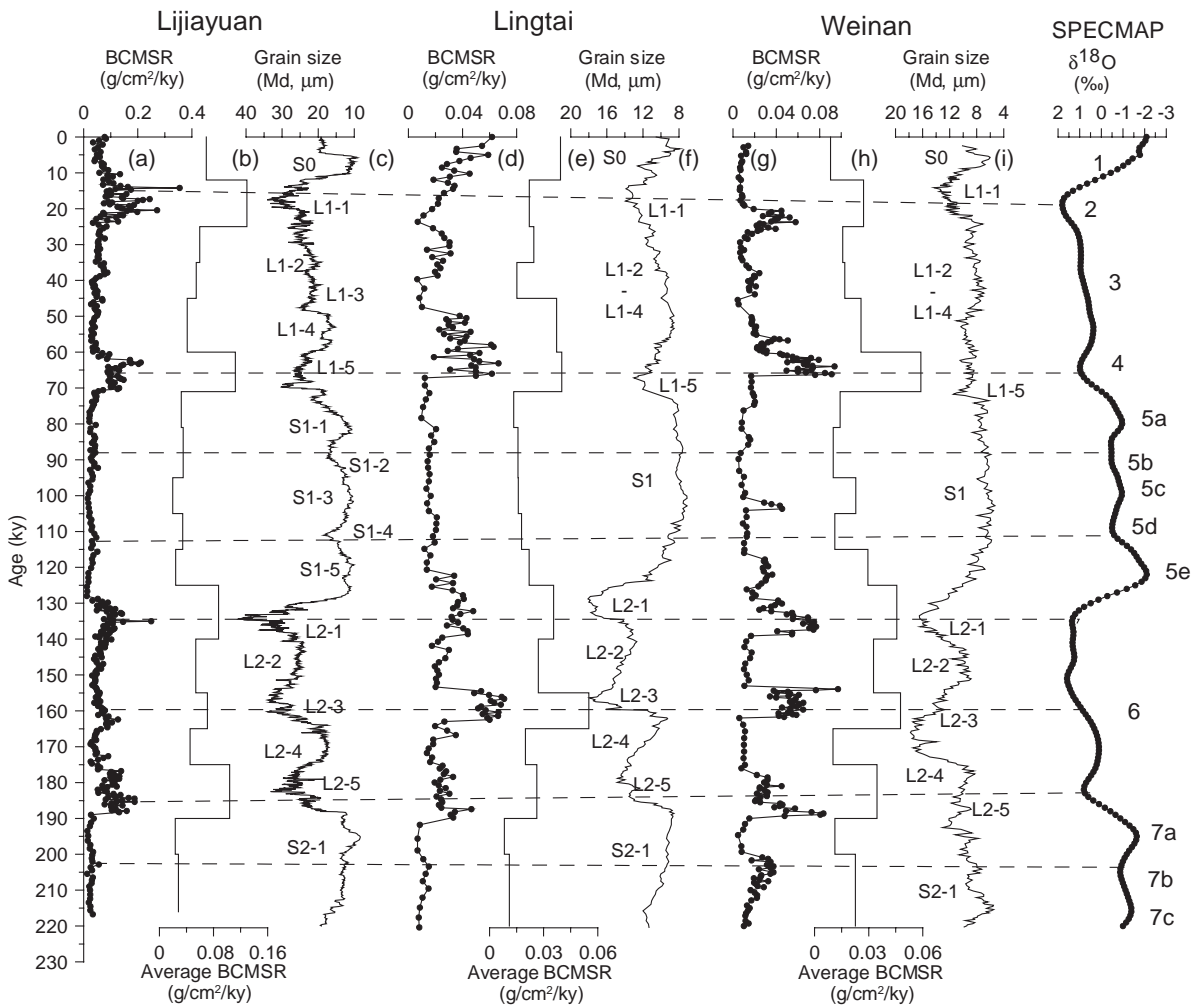 Lijiayuan
Lingtai
Weinan
SPECMAP
BCMSR
(g/cm²/ky)
Grain size
(Md, μm)
BCMSR
(g/cm²/ky)
Grain size
(Md, μm)
BCMSR
(g/cm²/ky)
Grain size
(Md, μm)
δ¹⁸O
(‰)
0 0.2 0.4 40 30 20 10 0 0.04 0.08 20 16 12 8 0 0.04 0.08 20 16 12 8 4 2 1 0 -1 -2 -3
(a) (b) (c) (d) (e) (f) (g) (h) (i)
Age (ky)
0
10
20
30
40
50
60
70
80
90
100
110
120
130
140
150
160
170
180
190
200
210
220
230
S0
L1-1
L1-2
L1-3
L1-4
L1-5
S1-1
S1-2
S1-3
S1-4
S1-5
L2-1
L2-2
L2-3
L2-4
L2-5
S2-1
S0
L1-1
L1-2
-
L1-4
L1-5
S1
L2-1
L2-2
L2-3
L2-4
L2-5
S2-1
S0
L1-1
L1-2
-
L1-4
L1-5
S1
L2-1
L2-2
L2-3
L2-4
L2-5
S2-1
1
2
3
4
5a
5b
5c
5d
5e
6
7a
7b
7c
0 0.08 0.16
Average BCMSR
(g/cm²/ky)
0 0.03 0.06
Average BCMSR
(g/cm²/ky)
0 0.03 0.06
Average BCMSR
(g/cm²/ky)